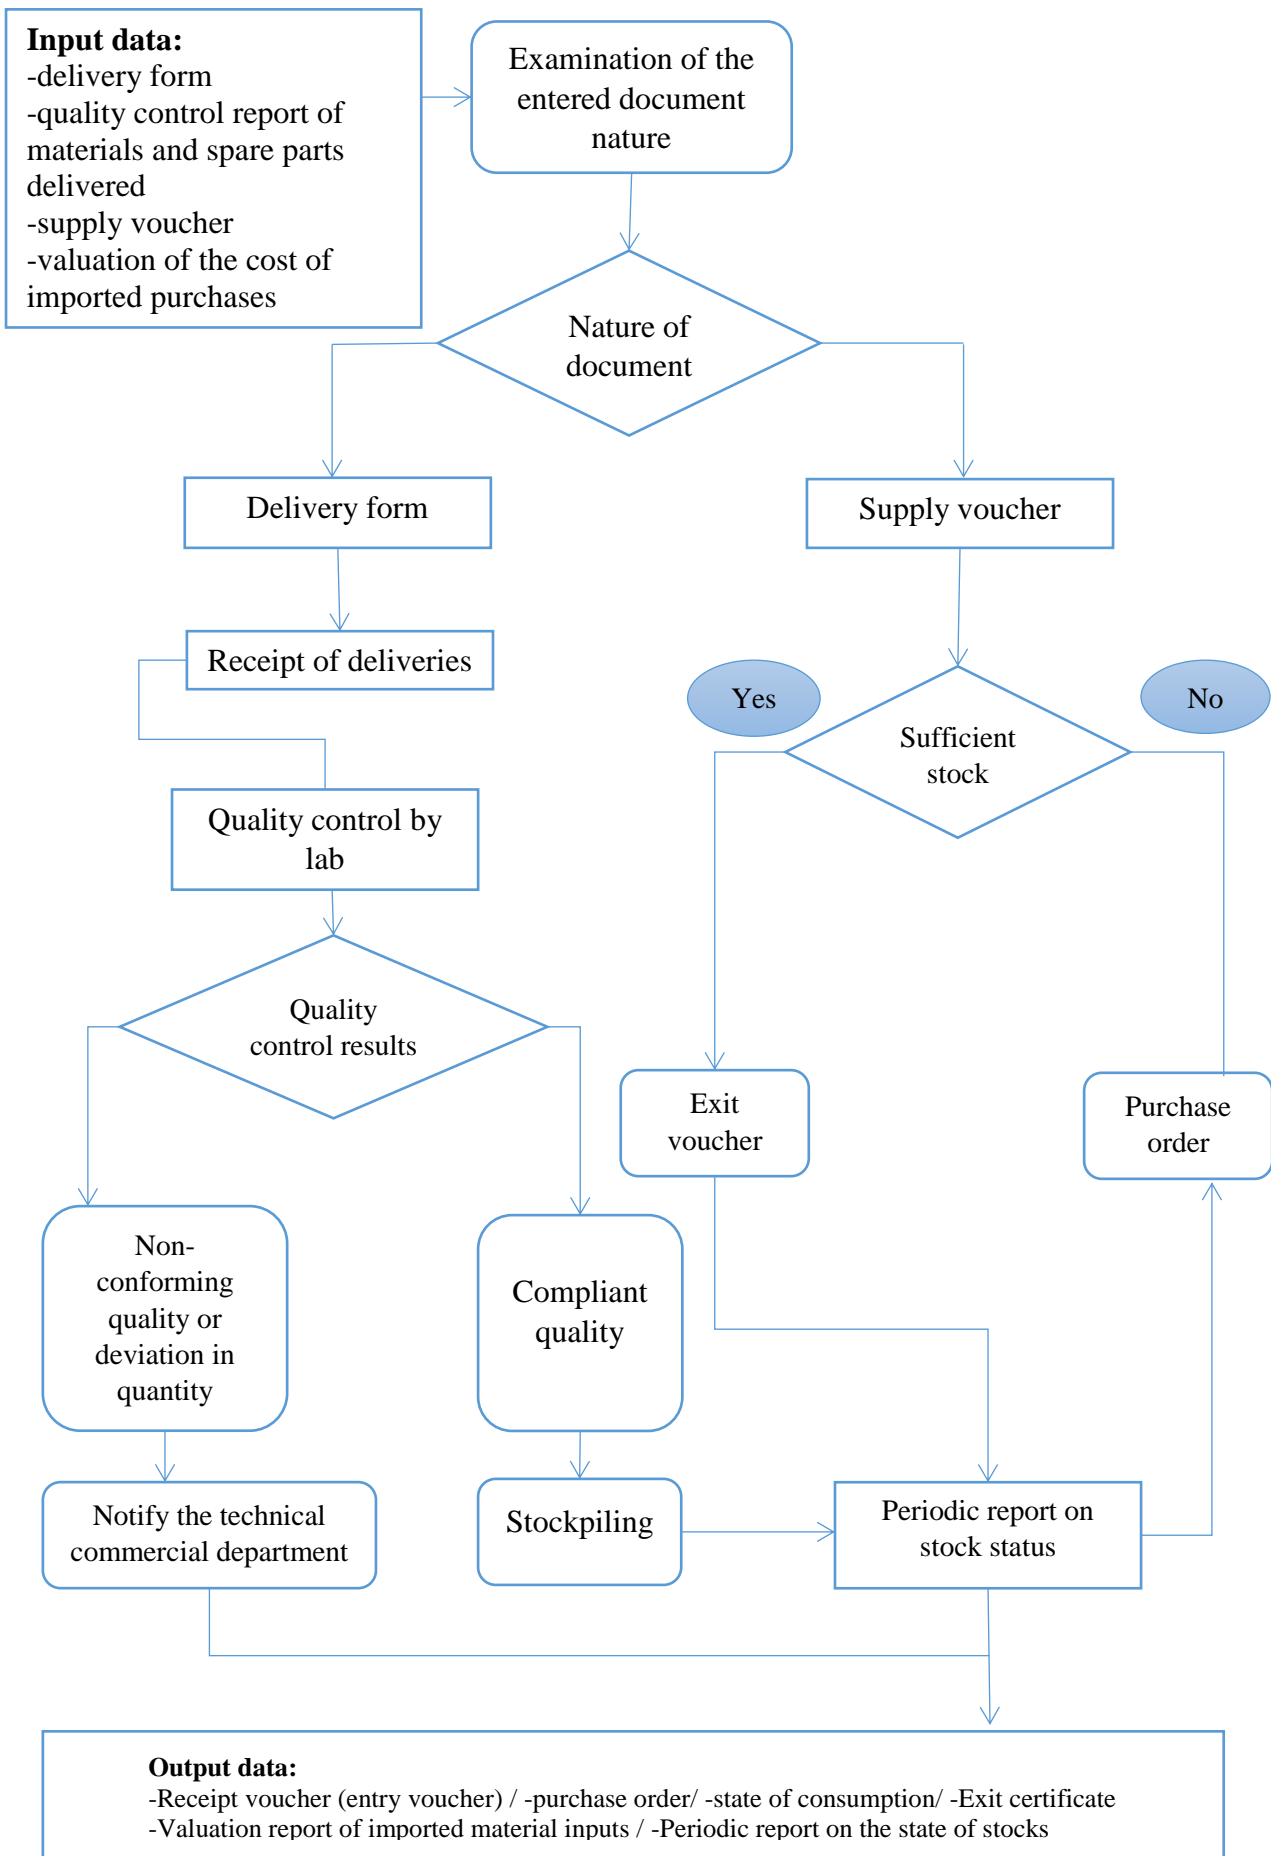 Input data:
-delivery form
-quality control report of
materials and spare parts
delivered
-supply voucher
-valuation of the cost of
imported purchases
Examination of the
entered document
nature
Nature of
document
Delivery form
Supply voucher
Receipt of deliveries
Yes
No
Sufficient
stock
Quality control by
lab
Quality
control results
Exit
voucher
Purchase
order
Non-
conforming
quality or
deviation in
quantity
Compliant
quality
Notify the technical
commercial department
Stockpiling
Periodic report on
stock status
Output data:
-Receipt voucher (entry voucher) / -purchase order/ -state of consumption/ -Exit certificate
-Valuation report of imported material inputs / -Periodic report on the state of stocks